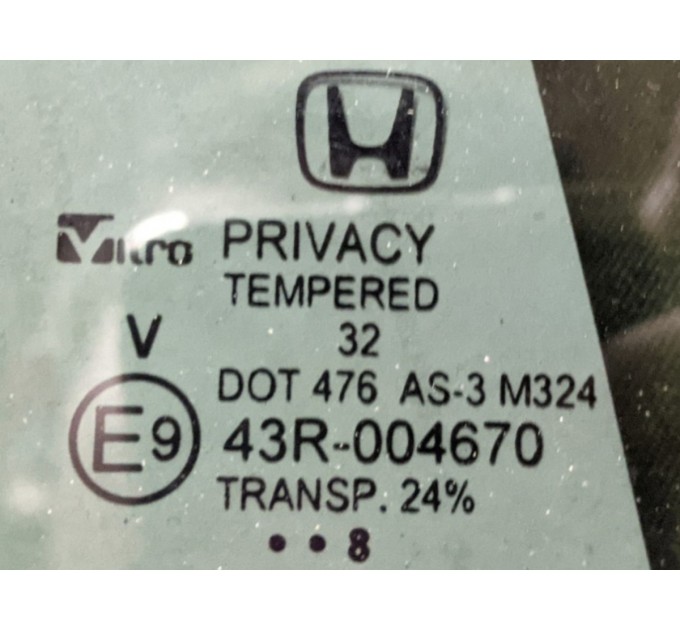 Vitro PRIVACY
TEMPERED
V 32
DOT 476 AS-3 M324
E9 43R-004670
TRANSP. 24%
••8